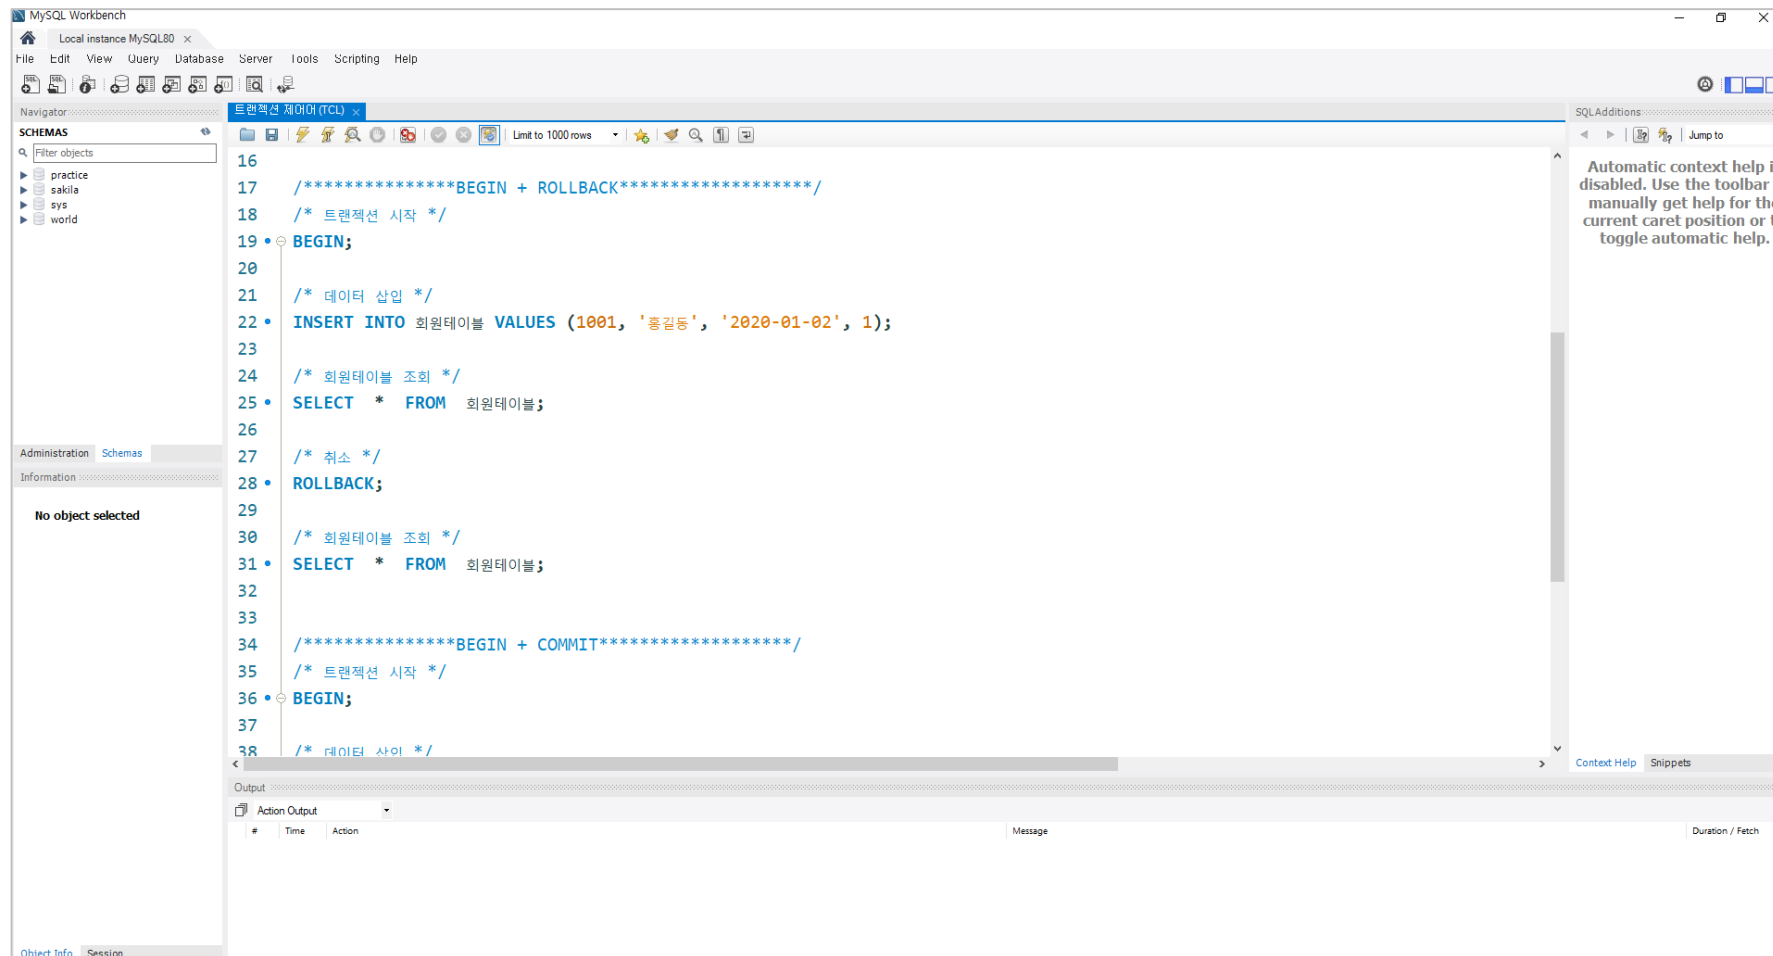 MySQL Workbench
Local instance MySQL80 ×
File Edit View Query Database Server Tools Scripting Help
Navigator
SCHEMAS
Filter objects
practice
sakila
sys
world
Administration Schemas
Information
No object selected
Object Info Session
트랜젝션 제어어(TCL) ×
Limit to 1000 rows
16
17 /***************BEGIN + ROLLBACK*******************/
18 /* 트랜젝션 시작 */
19 BEGIN;
20
21 /* 데이터 삽입 */
22 INSERT INTO 회원테이블 VALUES (1001, '홍길동', '2020-01-02', 1);
23
24 /* 회원테이블 조회 */
25 SELECT * FROM 회원테이블;
26
27 /* 취소 */
28 ROLLBACK;
29
30 /* 회원테이블 조회 */
31 SELECT * FROM 회원테이블;
32
33
34 /***************BEGIN + COMMIT*******************/
35 /* 트랜젝션 시작 */
36 BEGIN;
37
38 /* 데이터 삽입 */
Output
Action Output
# Time Action Message Duration / Fetch
SQLAdditions
Jump to
Automatic context help i
disabled. Use the toolbar
manually get help for the
current caret position or t
toggle automatic help.
Context Help Snippets